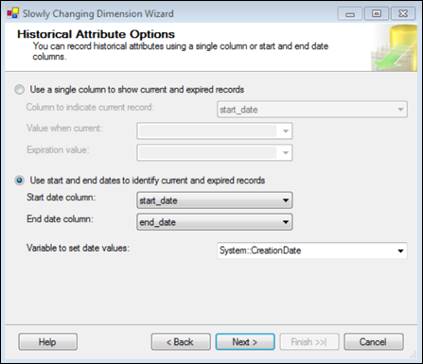 Slowly Changing Dimension Wizard
Historical Attribute Options
You can record historical attributes using a single column or start and end date
columns.
Use a single column to show current and expired records
Column to indicate current record: start_date
Value when current:
Expiration value:
Use start and end dates to identify current and expired records
Start date column: start_date
End date column: end_date
Variable to set date values: System::CreationDate
Help < Back Next > Finish >>| Cancel